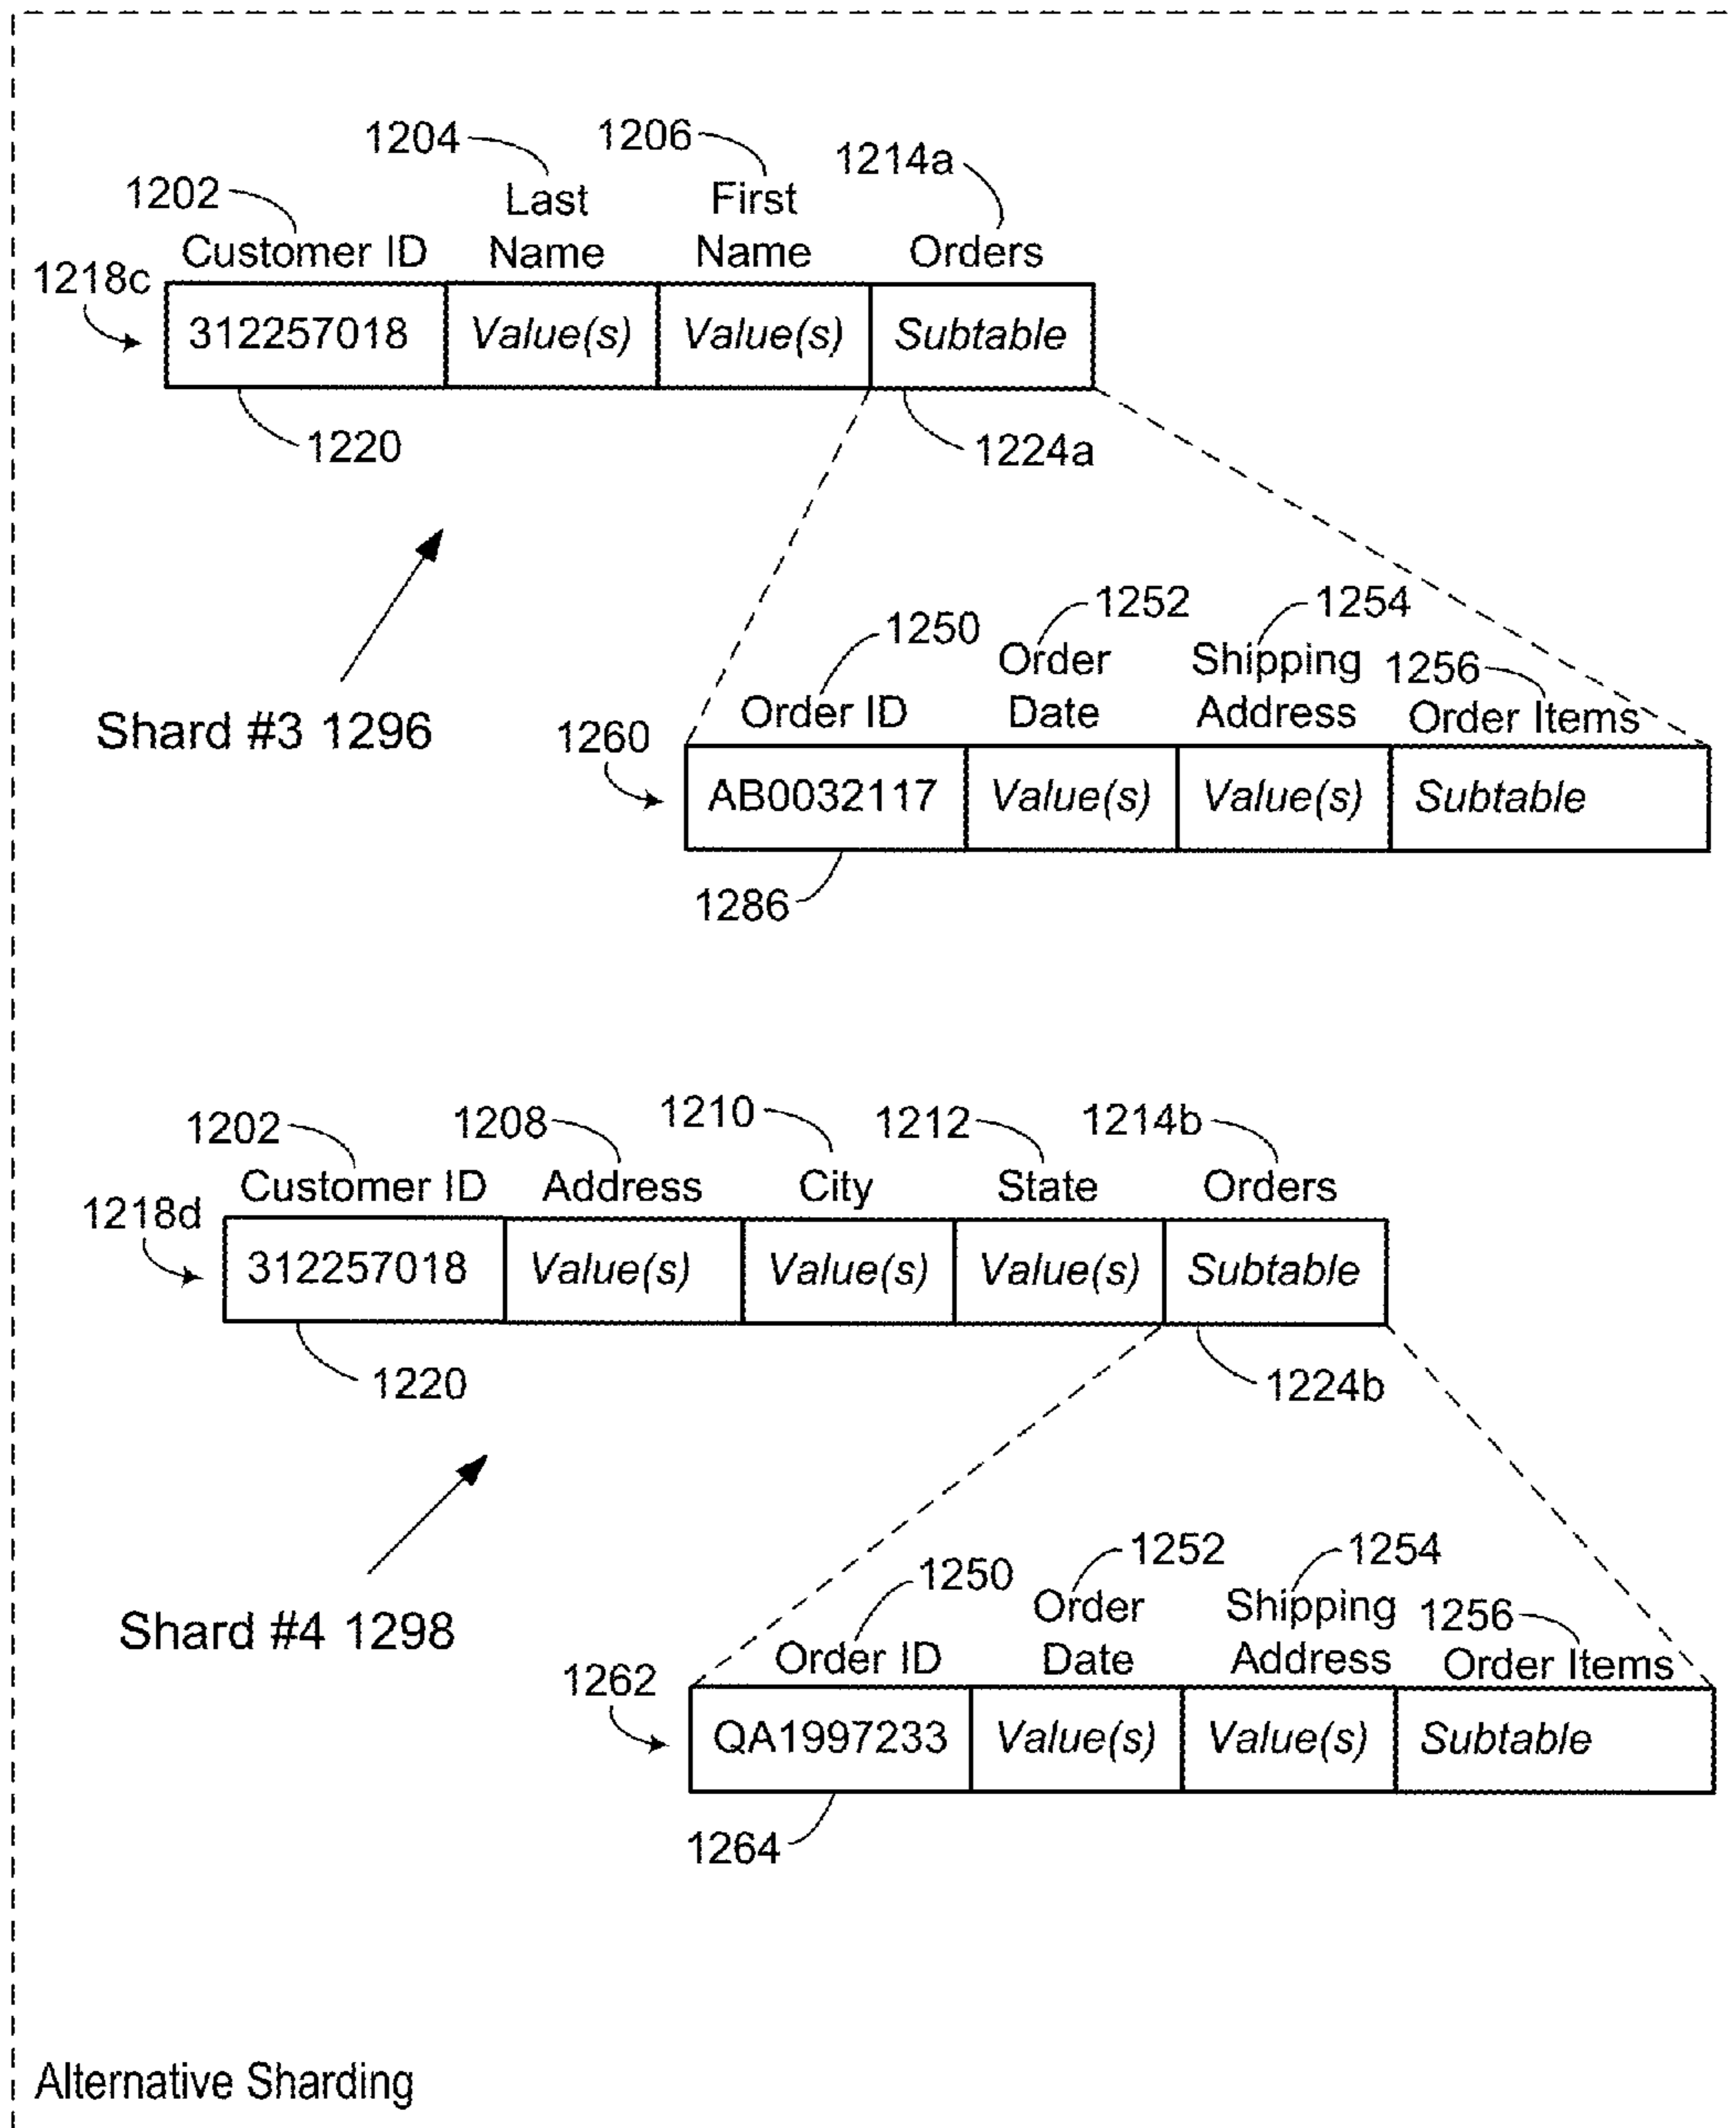 1204
1206
1214a
1202
Last
First
Customer ID
Name
Name
Orders
1218c
312257018
Value(s)
Value(s)
Subtable
1220
1224a
1252
1254
1250
Order
Shipping
1256
Shard #3 1296
Order ID
Date
Address
Order Items
1260
AB0032117
Value(s)
Value(s)
Subtable
1286
1202
1208
1210
1212
1214b
Customer ID
Address
City
State
Orders
1218d
312257018
Value(s)
Value(s)
Value(s)
Subtable
1220
1224b
1252
1254
1250
Order
Shipping
1256
Shard #4 1298
Order ID
Date
Address
Order Items
1262
QA1997233
Value(s)
Value(s)
Subtable
1264
Alternative Sharding